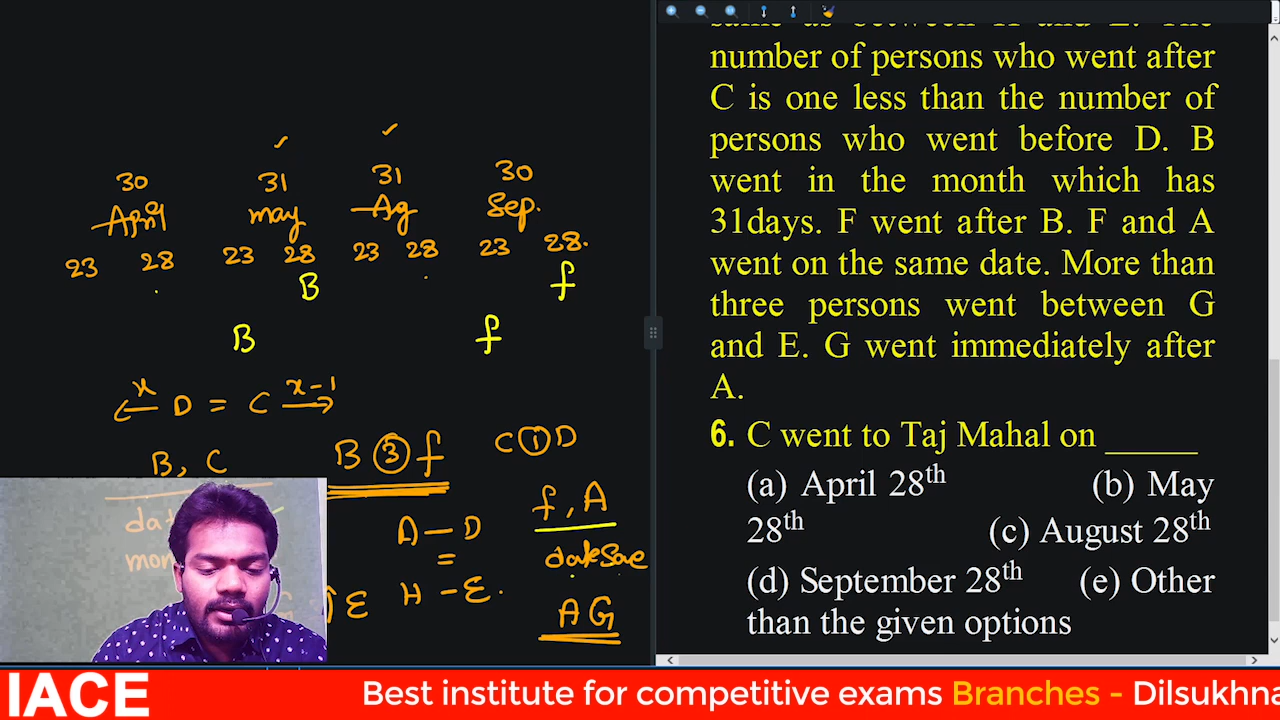 30 31 31 30
April may Ag Sep.
23 28 23 28 23 28 23 28.
B f
B f
x D = C x-1
B, C B 3 f C 1 D
f, A
A - D
=
H - E.
E
A G
number of persons who went after
C is one less than the number of
persons who went before D. B
went in the month which has
31days. F went after B. F and A
went on the same date. More than
three persons went between G
and E. G went immediately after
A.
6. C went to Taj Mahal on _____
(a) April 28th (b) May
28th (c) August 28th
(d) September 28th (e) Other
than the given options
IACE Best institute for competitive exams Branches - Dilsukhna